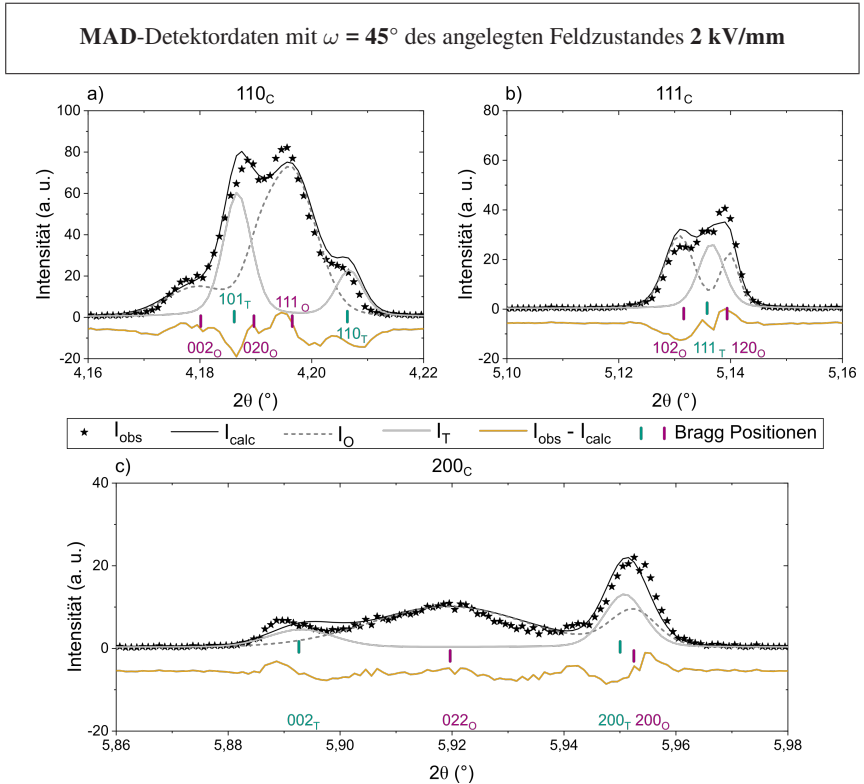 MAD-Detektordaten mit ω = 45° des angelegten Feldzustandes 2 kV/mm
a) 110C
100
80
60
40
20
0
-20
Intensität (a. u.)
101T 111O
002O 020O 110T
4,16 4,18 4,20 4,22
2θ (°)
b) 111C
80
60
40
20
0
-20
Intensität (a. u.)
102O 111T 120O
5,10 5,12 5,14 5,16
2θ (°)
Iobs Icalc IO IT Iobs - Icalc Bragg Positionen
c) 200C
40
20
0
-20
Intensität (a. u.)
002T 022O 200T 200O
5,86 5,88 5,90 5,92 5,94 5,96 5,98
2θ (°)